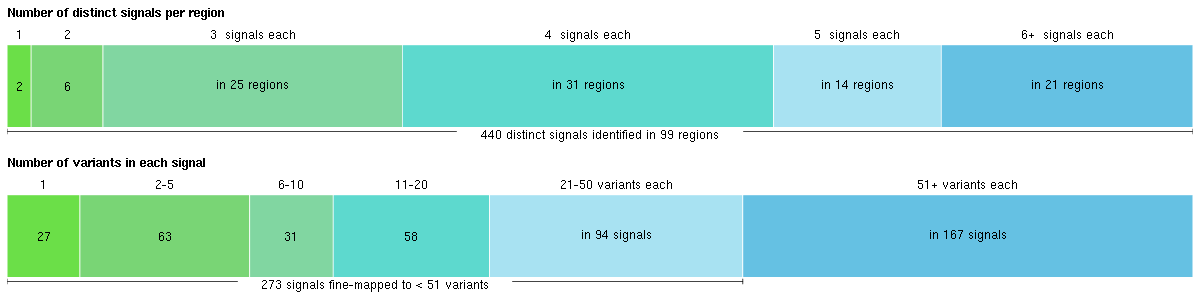 Number of distinct signals per region
1 2 3 signals each 4 signals each 5 signals each 6+ signals each
2 6 in 25 regions in 31 regions in 14 regions in 21 regions
440 distinct signals identified in 99 regions
Number of variants in each signal
1 2-5 6-10 11-20 21-50 variants each 51+ variants each
27 63 31 58 in 94 signals in 167 signals
273 signals fine-mapped to < 51 variants